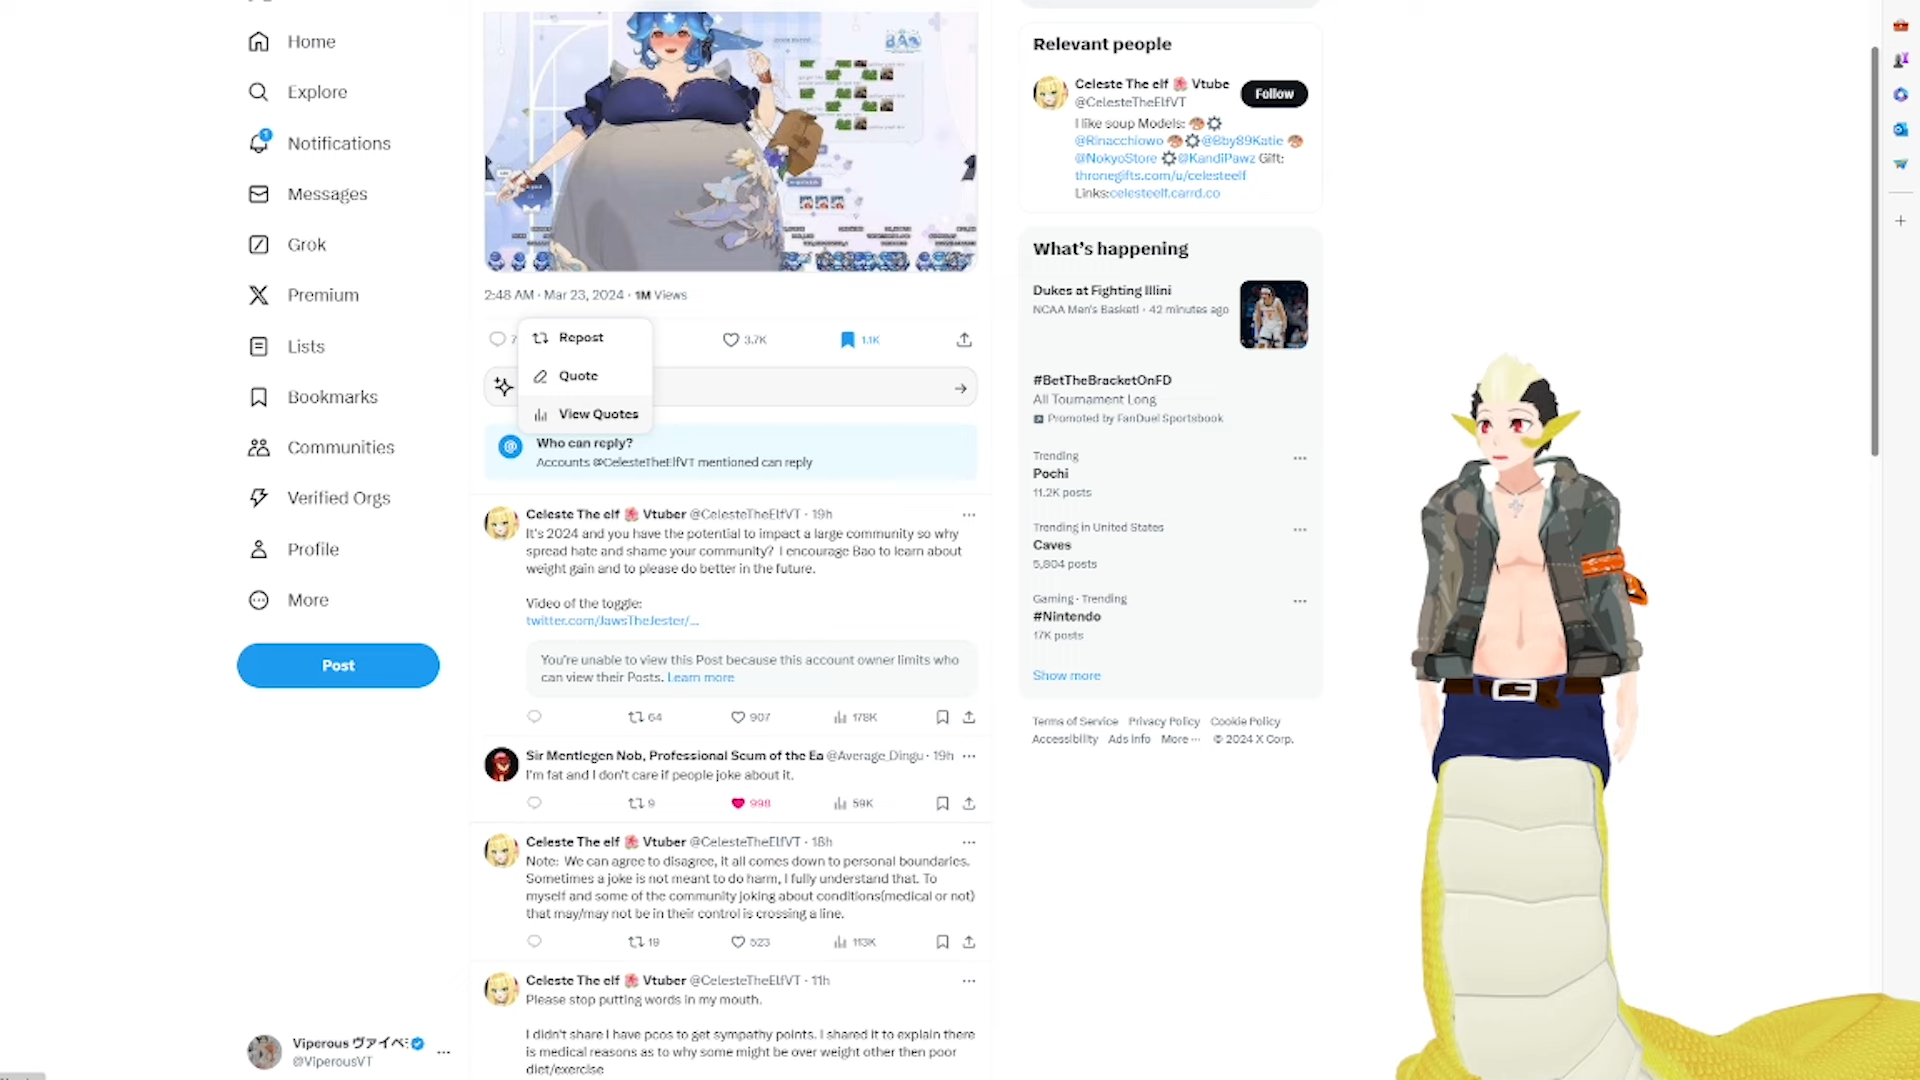 Home
Explore
1
Notifications
Messages
Grok
Premium
Lists
Bookmarks
Communities
Verified Orgs
Profile
More
Post
Viperous ヴァイペ
@ViperousVT
BAO
2:48 AM · Mar 23, 2024 · 1M Views
7
3.7K
1.1K
Repost
Quote
View Quotes
Who can reply?
Accounts @CelesteTheElfVT mentioned can reply
Celeste The elf 🌺 Vtuber @CelesteTheElfVT · 19h
It's 2024 and you have the potential to impact a large community so why
spread hate and shame your community? I encourage Bao to learn about
weight gain and to please do better in the future.
Video of the toggle:
twitter.com/JawsTheJester/...
You're unable to view this Post because this account owner limits who
can view their Posts. Learn more
64
907
178K
Sir Mentlegen Nob, Professional Scum of the Ea @Average_Dingu · 19h
I'm fat and I don't care if people joke about it.
9
998
59K
Celeste The elf 🌺 Vtuber @CelesteTheElfVT · 18h
Note: We can agree to disagree, it all comes down to personal boundaries.
Sometimes a joke is not meant to do harm, I fully understand that. To
myself and some of the community joking about conditions(medical or not)
that may/may not be in their control is crossing a line.
19
523
113K
Celeste The elf 🌺 Vtuber @CelesteTheElfVT · 11h
Please stop putting words in my mouth.
I didn't share I have pcos to get sympathy points. I shared it to explain there
is medical reasons as to why some might be over weight other then poor
diet/exercise
Relevant people
Celeste The elf 🌺 Vtube
@CelesteTheElfVT
Follow
I like soup Models: 🎨⚙
@Rinacchiowo 🎨⚙@Bby89Katie 🎨
@NokyoStore ⚙@KandiPawz Gift:
thronegifts.com/u/celesteelf
Links:celesteelf.carrd.co
What's happening
Dukes at Fighting Illini
NCAA Men's Basketl · 42 minutes ago
#BetTheBracketOnFD
All Tournament Long
Promoted by FanDuel Sportsbook
Trending
Pochi
11.2K posts
Trending in United States
Caves
5,804 posts
Gaming · Trending
#Nintendo
17K posts
Show more
Terms of Service Privacy Policy Cookie Policy
Accessibility Ads info More ··· © 2024 X Corp.